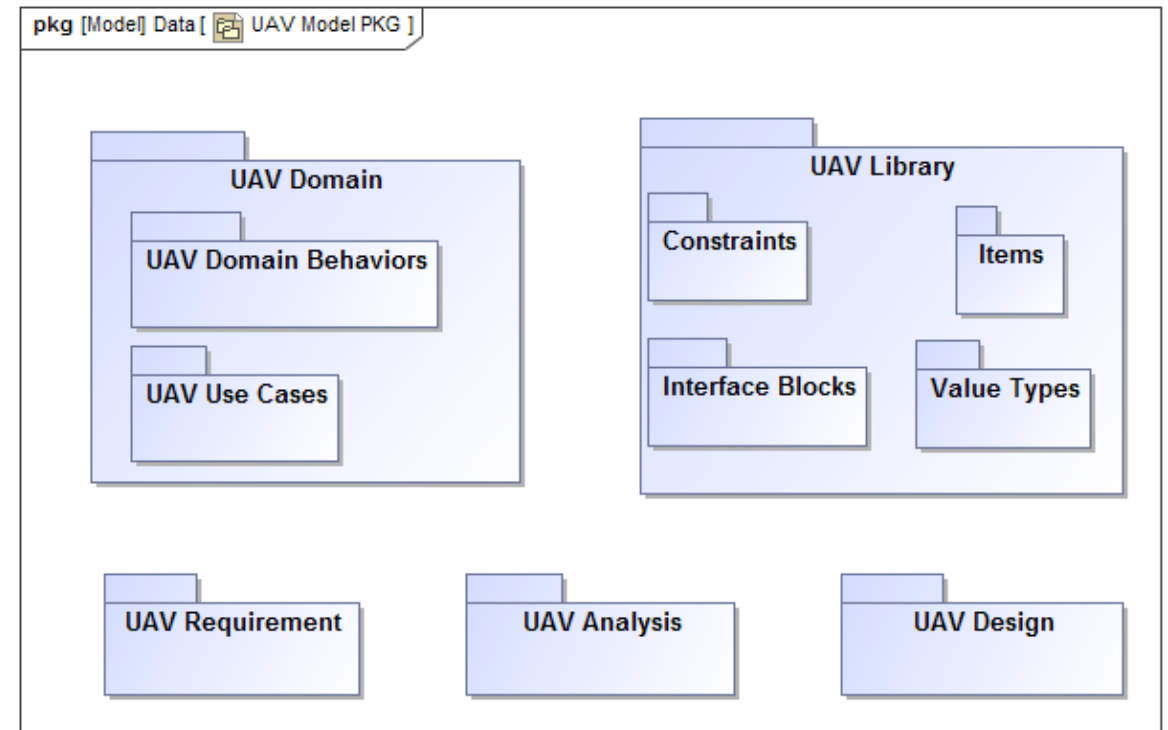 pkg [Model] Data [ UAV Model PKG ]
UAV Domain
UAV Library
UAV Domain Behaviors
Constraints
Items
UAV Use Cases
Interface Blocks
Value Types
UAV Requirement
UAV Analysis
UAV Design